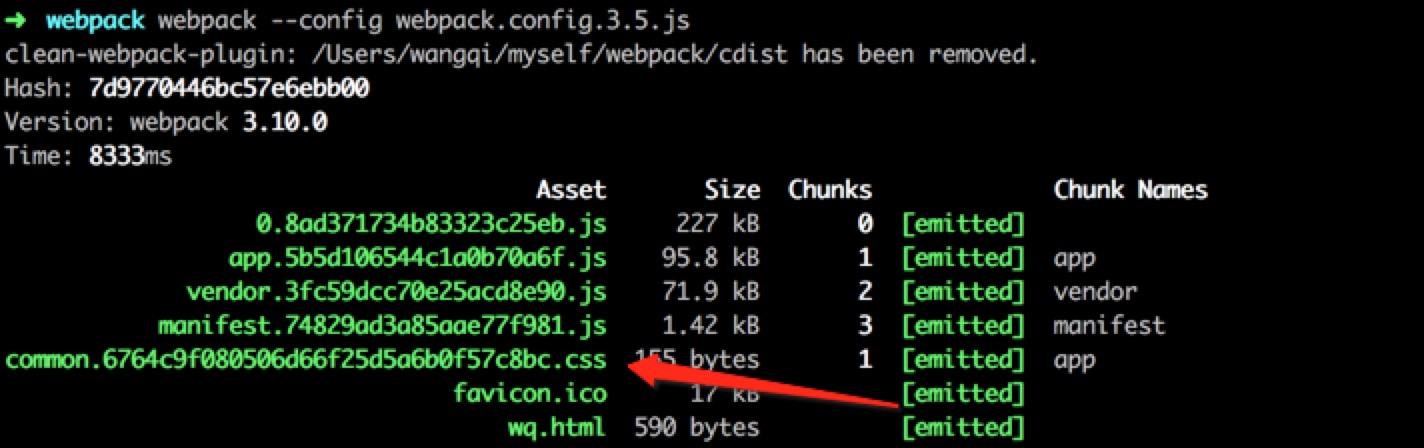 ➜ webpack webpack --config webpack.config.3.5.js
clean-webpack-plugin: /Users/wangqi/myself/webpack/cdist has been removed.
Hash: 7d9770446bc57e6ebb00
Version: webpack 3.10.0
Time: 8333ms
Asset Size Chunks Chunk Names
0.8ad371734b83323c25eb.js 227 kB 0 [emitted]
app.5b5d106544c1a0b70a6f.js 95.8 kB 1 [emitted] app
vendor.3fc59dcc70e25acd8e90.js 71.9 kB 2 [emitted] vendor
manifest.74829ad3a85aae77f981.js 1.42 kB 3 [emitted] manifest
common.6764c9f080506d66f25d5a6b0f57c8bc.css 155 bytes 1 [emitted] app
favicon.ico 17 kB [emitted]
wq.html 590 bytes [emitted]